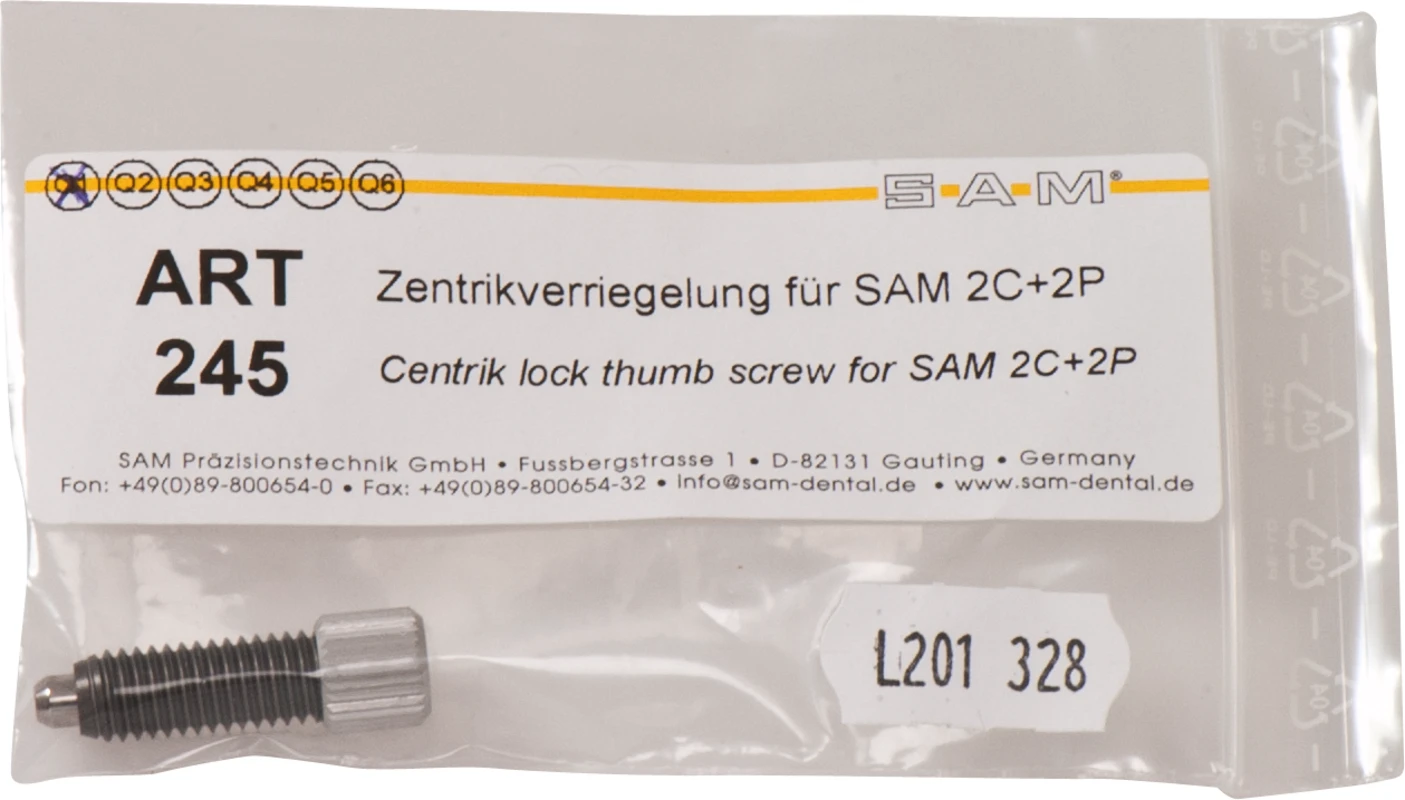 Q1 Q2 Q3 Q4 Q5 Q6 S-A-M®
ART 245
Zentrikverriegelung für SAM 2C+2P
Centrik lock thumb screw for SAM 2C+2P
SAM Präzisionstechnik GmbH • Fussbergstrasse 1 • D-82131 Gauting • Germany
Fon: +49(0)89-800654-0 • Fax: +49(0)89-800654-32 • info@sam-dental.de • www.sam-dental.de
L201 328